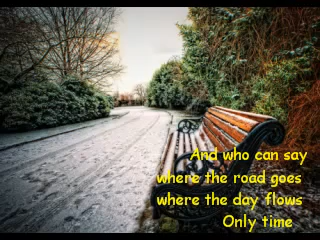 And who can say
where the road goes
where the day flows
Only time